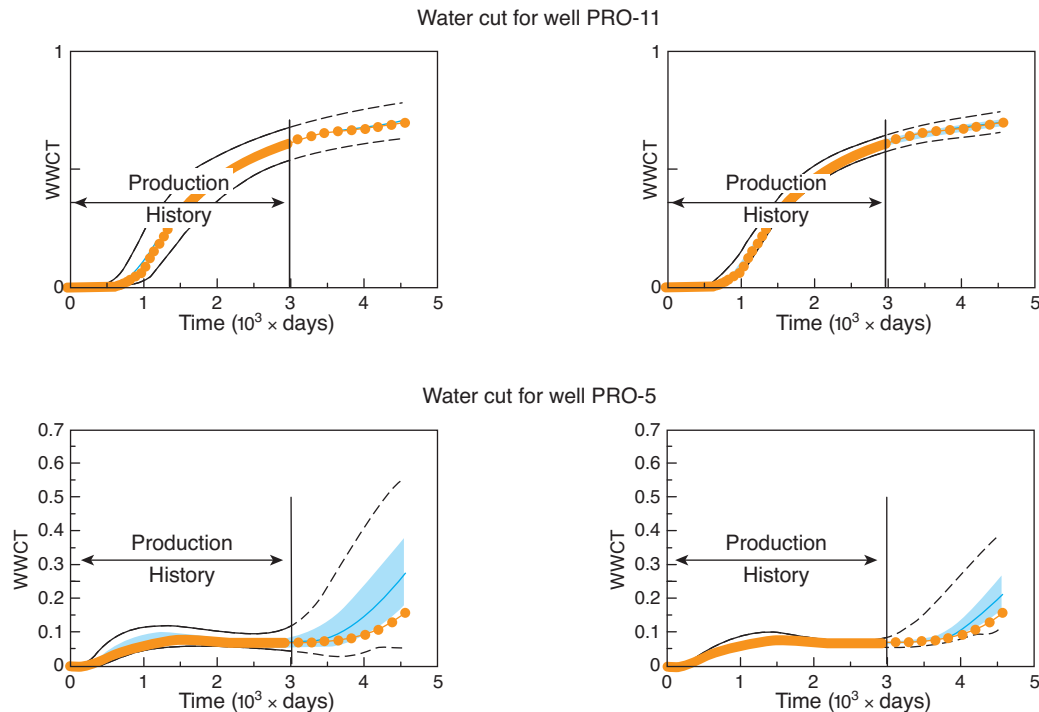 Water cut for well PRO-11
1
WWCT
0
Production
History
0 1 2 3 4 5
Time (10³ × days)
1
WWCT
0
Production
History
0 1 2 3 4 5
Time (10³ × days)
Water cut for well PRO-5
0.7
0.6
0.5
0.4
0.3
0.2
0.1
0
WWCT
Production
History
0 1 2 3 4 5
Time (10³ × days)
0.7
0.6
0.5
0.4
0.3
0.2
0.1
0
WWCT
Production
History
0 1 2 3 4 5
Time (10³ × days)